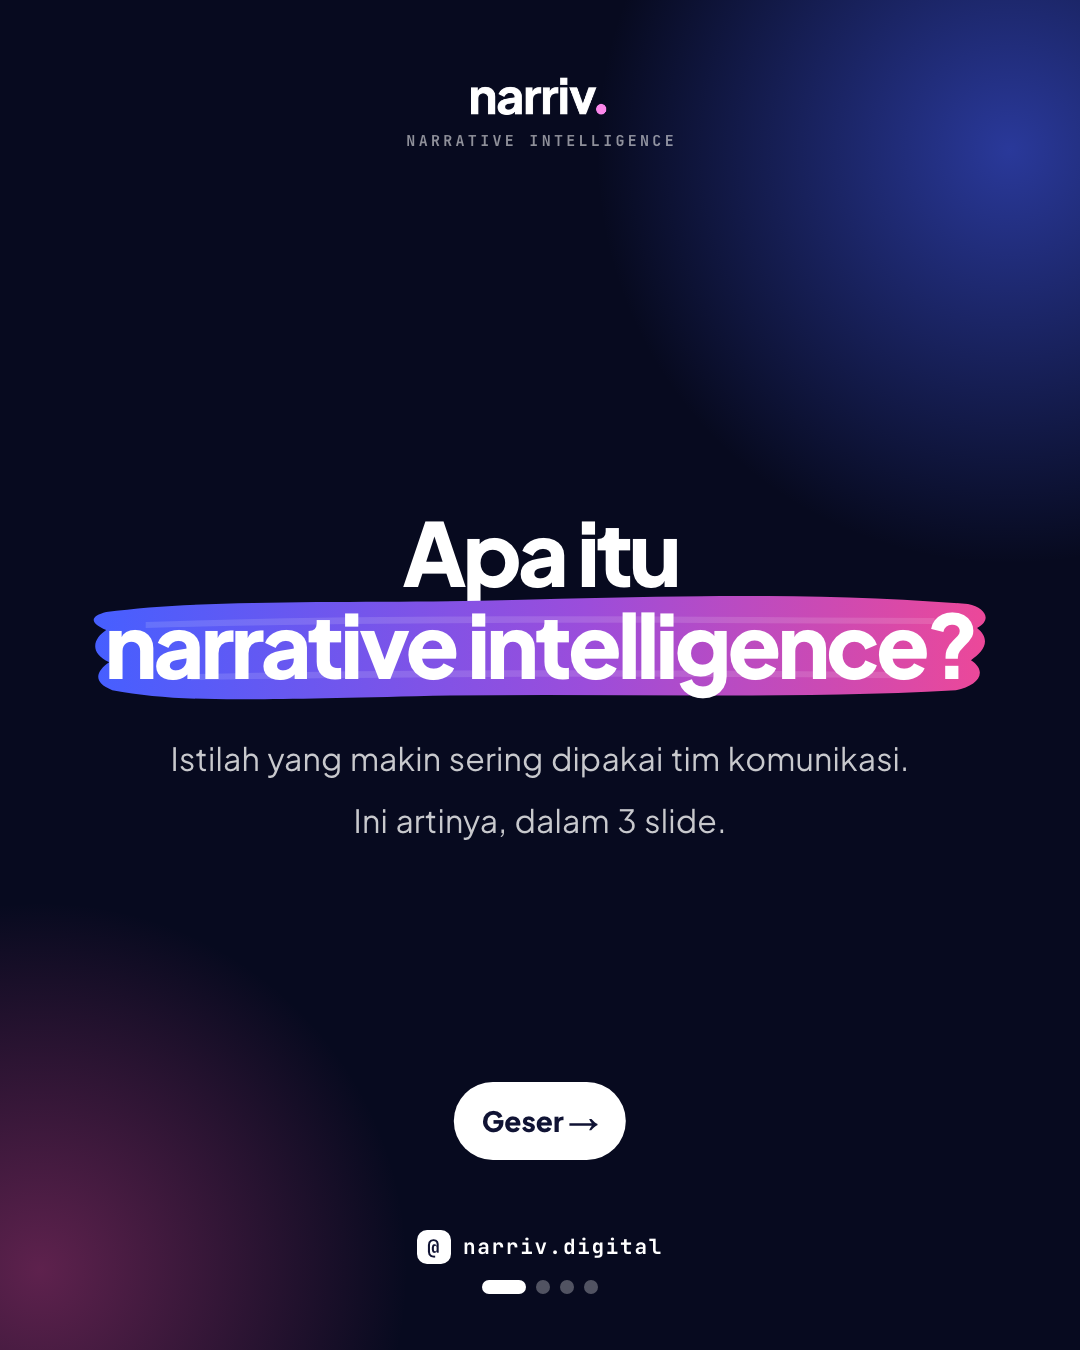 narriv.
NARRATIVE INTELLIGENCE
Apa itu
narrative intelligence?
Istilah yang makin sering dipakai tim komunikasi.
Ini artinya, dalam 3 slide.
Geser →
@ narriv.digital